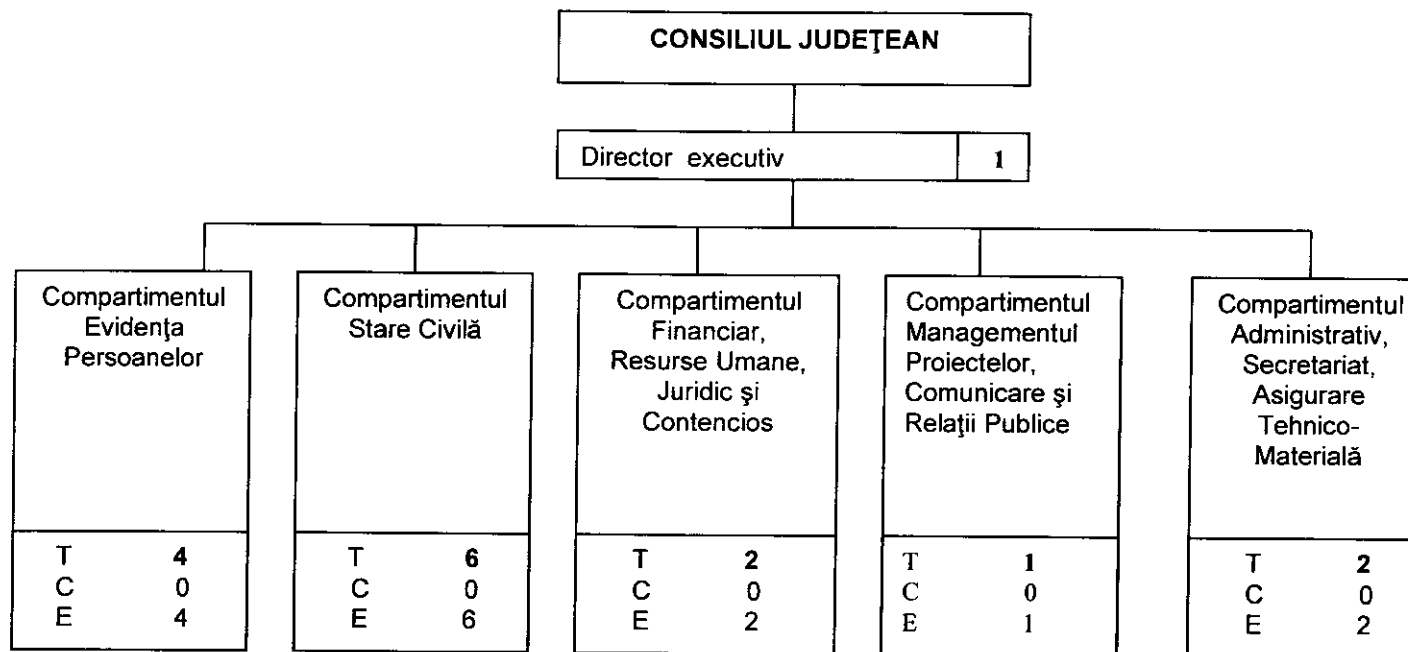 CONSILIUL JUDEŢEAN
Director executiv 1
Compartimentul
Evidenţa
Persoanelor
T 4
C 0
E 4
Compartimentul
Stare Civilă
T 6
C 0
E 6
Compartimentul
Financiar,
Resurse Umane,
Juridic şi
Contencios
T 2
C 0
E 2
Compartimentul
Managementul
Proiectelor,
Comunicare şi
Relaţii Publice
T 1
C 0
E 1
Compartimentul
Administrativ,
Secretariat,
Asigurare
Tehnico-
Materială
T 2
C 0
E 2